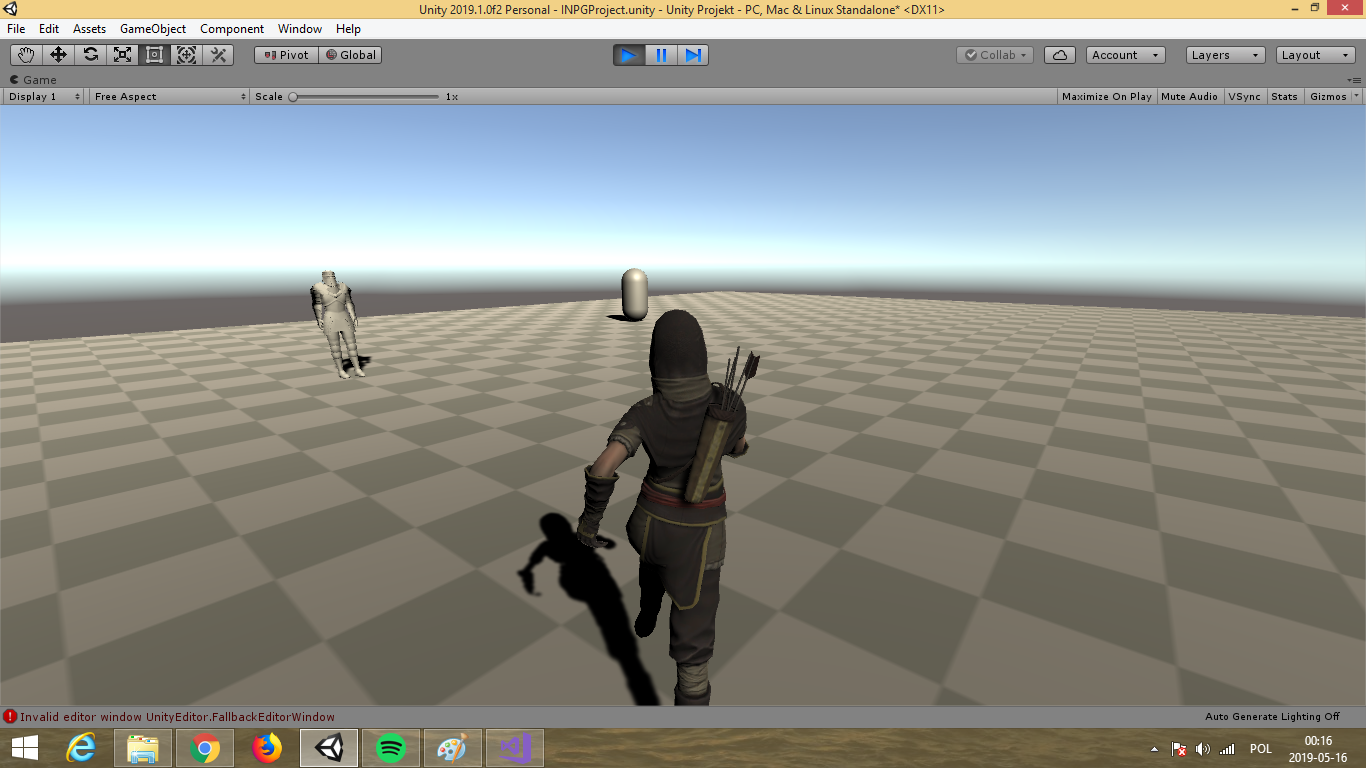 Unity 2019.1.0f2 Personal - INPGProject.unity - Unity Projekt - PC, Mac & Linux Standalone* <DX11>
File Edit Assets GameObject Component Window Help
Pivot Global Collab Account Layers Layout
Game
Display 1 Free Aspect Scale 1x Maximize On Play Mute Audio VSync Stats Gizmos
Invalid editor window UnityEditor.FallbackEditorWindow Auto Generate Lighting Off
POL 00:16
2019-05-16